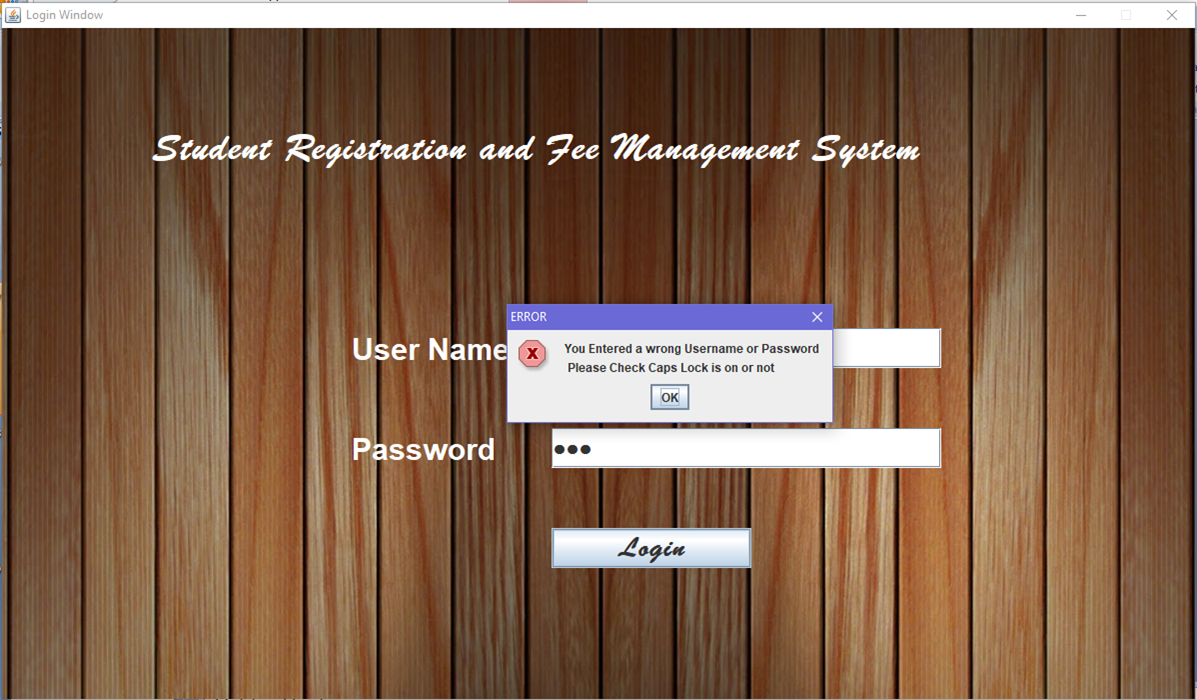 Login Window
Student Registration and Fee Management System
ERROR
You Entered a wrong Username or Password
Please Check Caps Lock is on or not
OK
User Name
Password
Login